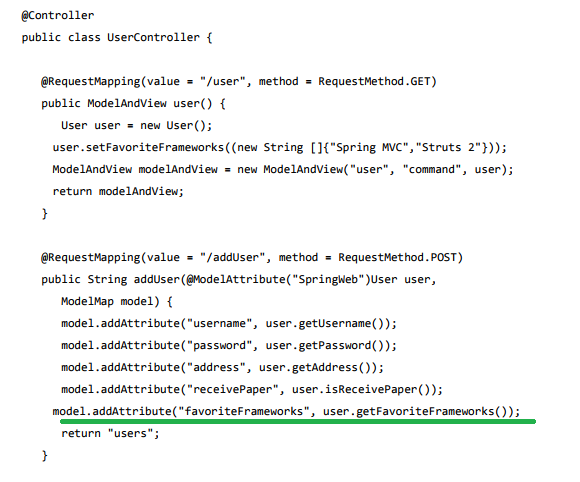 @Controller
public class UserController {
@RequestMapping(value = "/user", method = RequestMethod.GET)
public ModelAndView user() {
User user = new User();
user.setFavoriteFrameworks((new String []{"Spring MVC","Struts 2"}));
ModelAndView modelAndView = new ModelAndView("user", "command", user);
return modelAndView;
}
@RequestMapping(value = "/addUser", method = RequestMethod.POST)
public String addUser(@ModelAttribute("SpringWeb")User user,
ModelMap model) {
model.addAttribute("username", user.getUsername());
model.addAttribute("password", user.getPassword());
model.addAttribute("address", user.getAddress());
model.addAttribute("receivePaper", user.isReceivePaper());
model.addAttribute("favoriteFrameworks", user.getFavoriteFrameworks());
return "users";
}